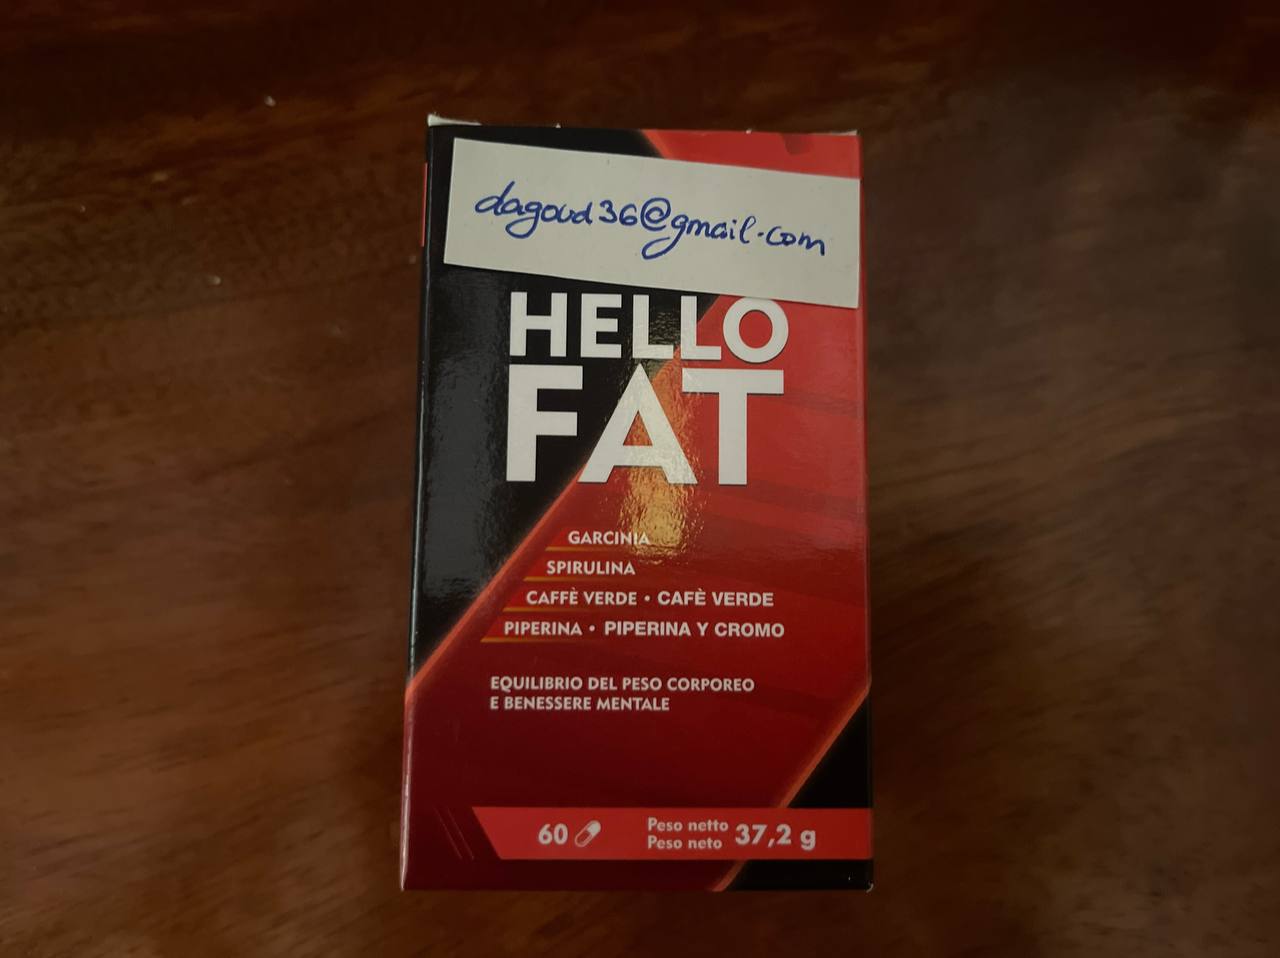 dagoud36@gmail.com
HELLO
FAT
GARCINIA
SPIRULINA
CAFFÈ VERDE • CAFÈ VERDE
PIPERINA • PIPERINA Y CROMO
EQUILIBRIO DEL PESO CORPOREO
E BENESSERE MENTALE
60
Peso netto
Peso neto
37,2 g